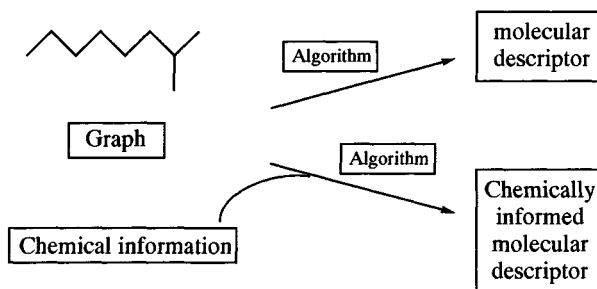 molecular
descriptor
Algorithm
Graph
Algorithm
Chemical information
Chemically
informed
molecular
descriptor